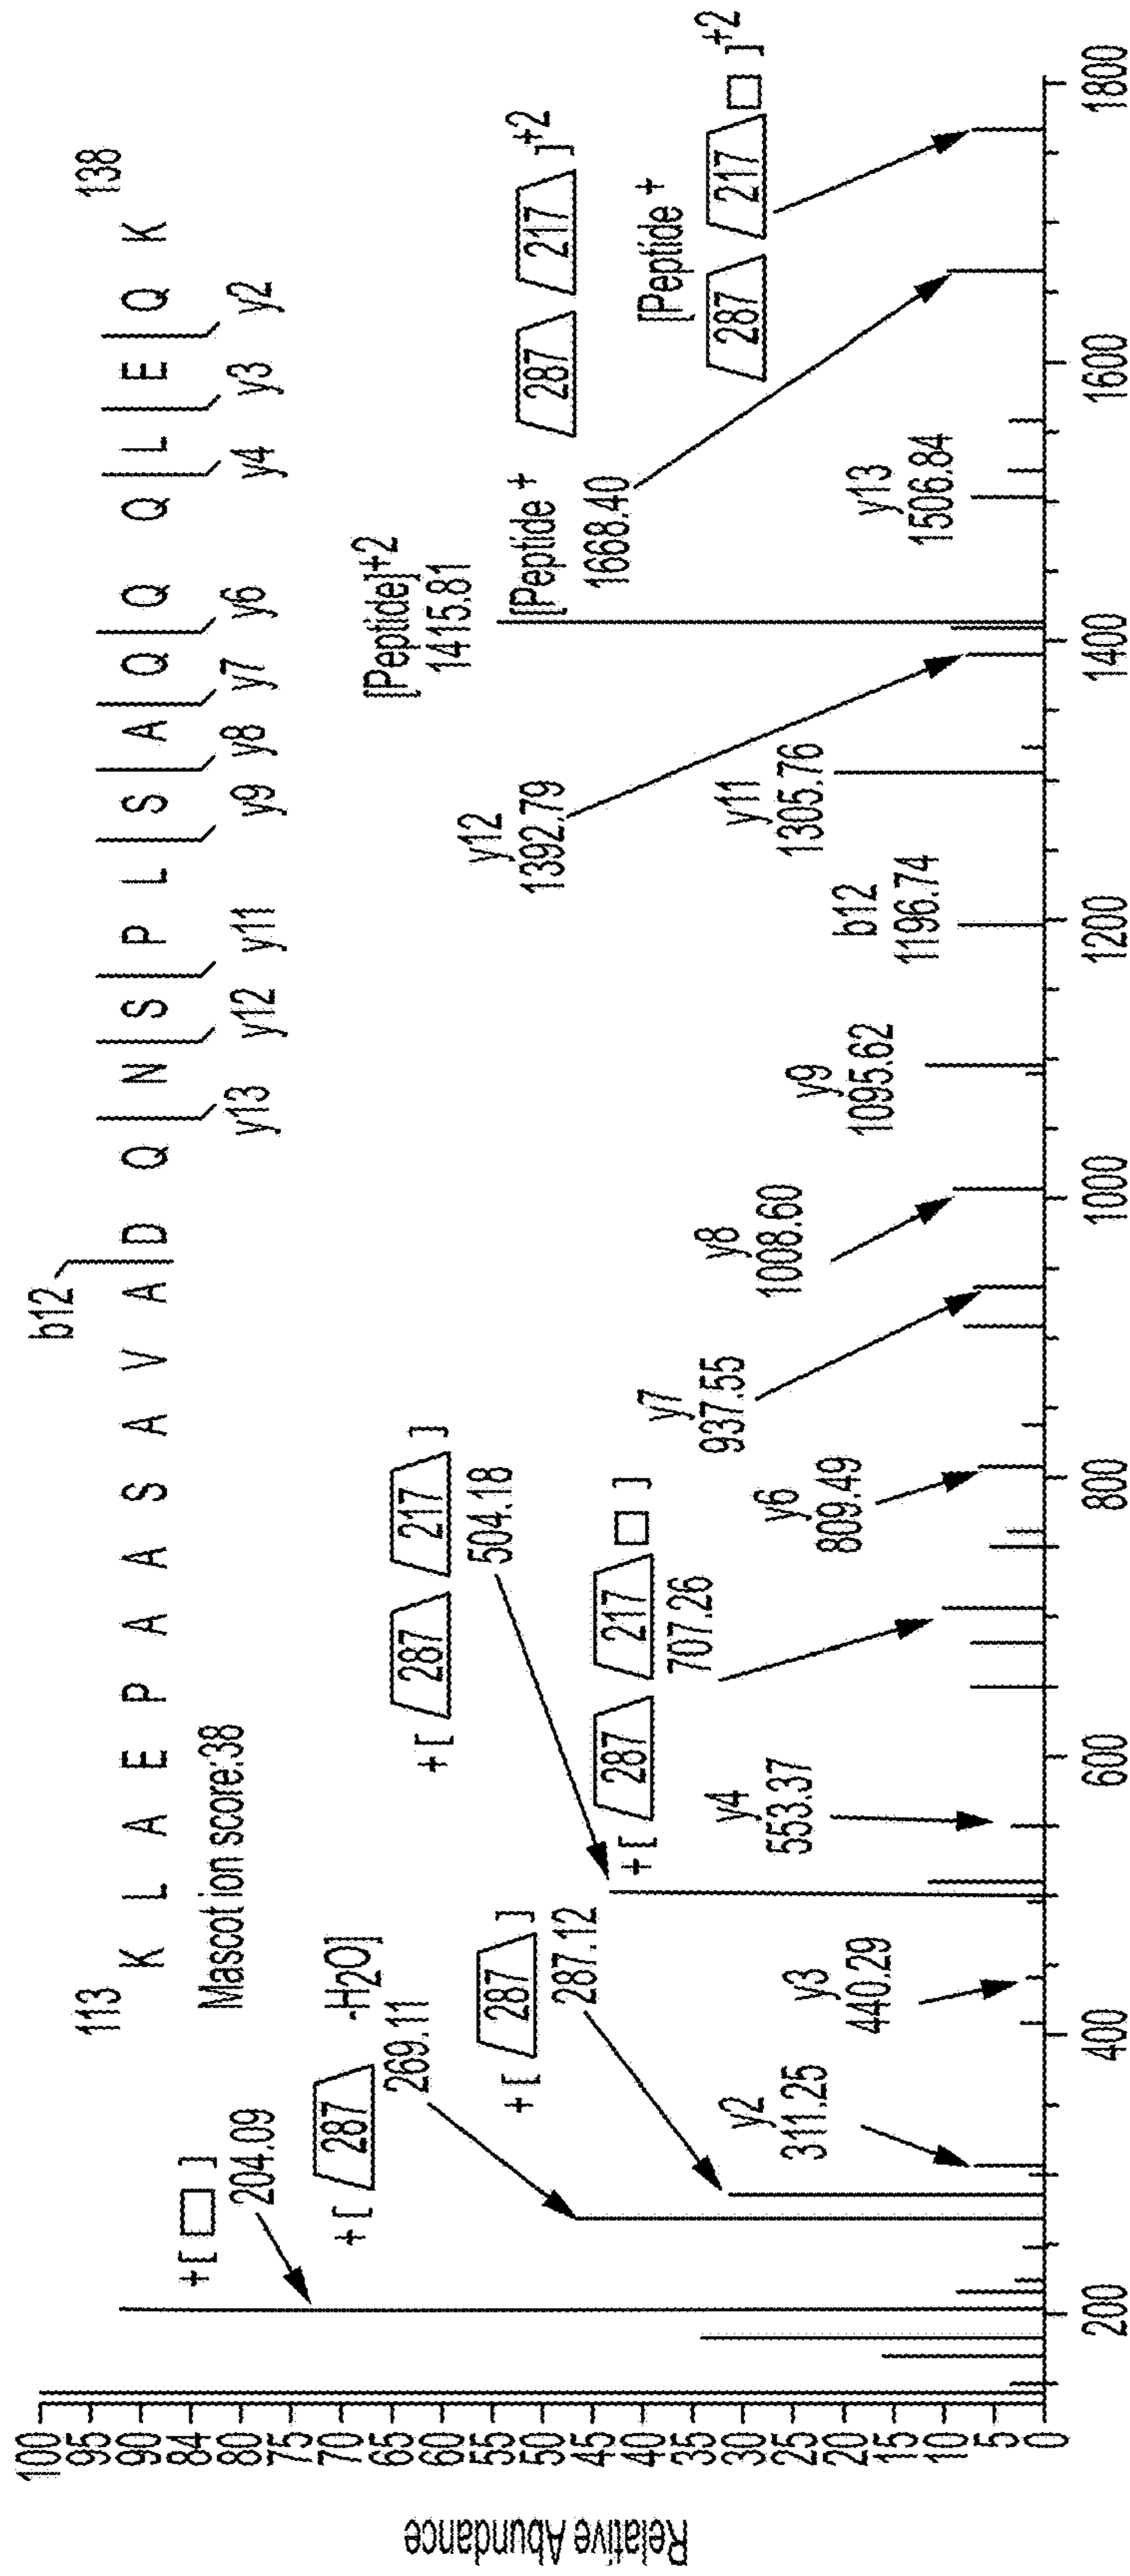 113 K L A E P A A S A V A D Q N S P L S A Q Q Q L E Q K 138
b12
y13 y12 y11 y9 y8 y7 y6 y4 y3 y2
Mascot ion score:38
+[ ]
204.09
+[ 287 -H2O]
269.11
+[ 287 ]
287.12
+[ 287 217 ]
504.18
+[ 287 217 ]
707.26
y2
311.25
y3
440.29
y4
553.37
y6
809.49
y7
937.55
y8
1008.60
y9
1095.62
b12
1196.74
y11
1305.76
y12
1392.79
[Peptide]+2
1415.81
y13
1506.84
[Peptide+ 287 217 ]+2
1668.40
[Peptide+
287 217 ]+2
Relative Abundance
100
95
90
84
80
75
70
65
60
55
50
45
40
35
30
25
20
15
10
5
0
200 400 600 800 1000 1200 1400 1600 1800